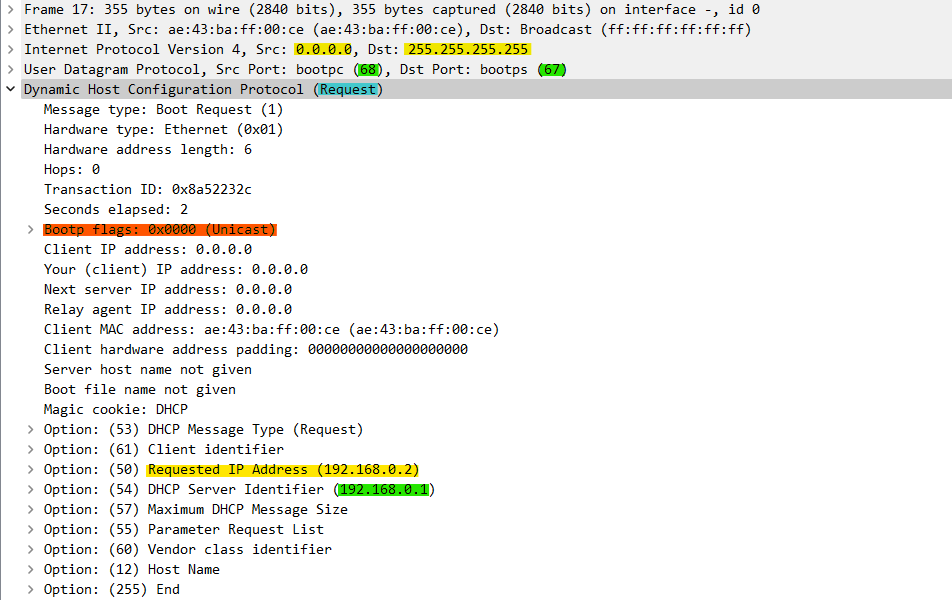 Frame 17: 355 bytes on wire (2840 bits), 355 bytes captured (2840 bits) on interface -, id 0
Ethernet II, Src: ae:43:ba:ff:00:ce (ae:43:ba:ff:00:ce), Dst: Broadcast (ff:ff:ff:ff:ff:ff)
Internet Protocol Version 4, Src: 0.0.0.0, Dst: 255.255.255.255
User Datagram Protocol, Src Port: bootpc (68), Dst Port: bootps (67)
Dynamic Host Configuration Protocol (Request)
Message type: Boot Request (1)
Hardware type: Ethernet (0x01)
Hardware address length: 6
Hops: 0
Transaction ID: 0x8a52232c
Seconds elapsed: 2
Bootp flags: 0x0000 (Unicast)
Client IP address: 0.0.0.0
Your (client) IP address: 0.0.0.0
Next server IP address: 0.0.0.0
Relay agent IP address: 0.0.0.0
Client MAC address: ae:43:ba:ff:00:ce (ae:43:ba:ff:00:ce)
Client hardware address padding: 00000000000000000000
Server host name not given
Boot file name not given
Magic cookie: DHCP
Option: (53) DHCP Message Type (Request)
Option: (61) Client identifier
Option: (50) Requested IP Address (192.168.0.2)
Option: (54) DHCP Server Identifier (192.168.0.1)
Option: (57) Maximum DHCP Message Size
Option: (55) Parameter Request List
Option: (60) Vendor class identifier
Option: (12) Host Name
Option: (255) End